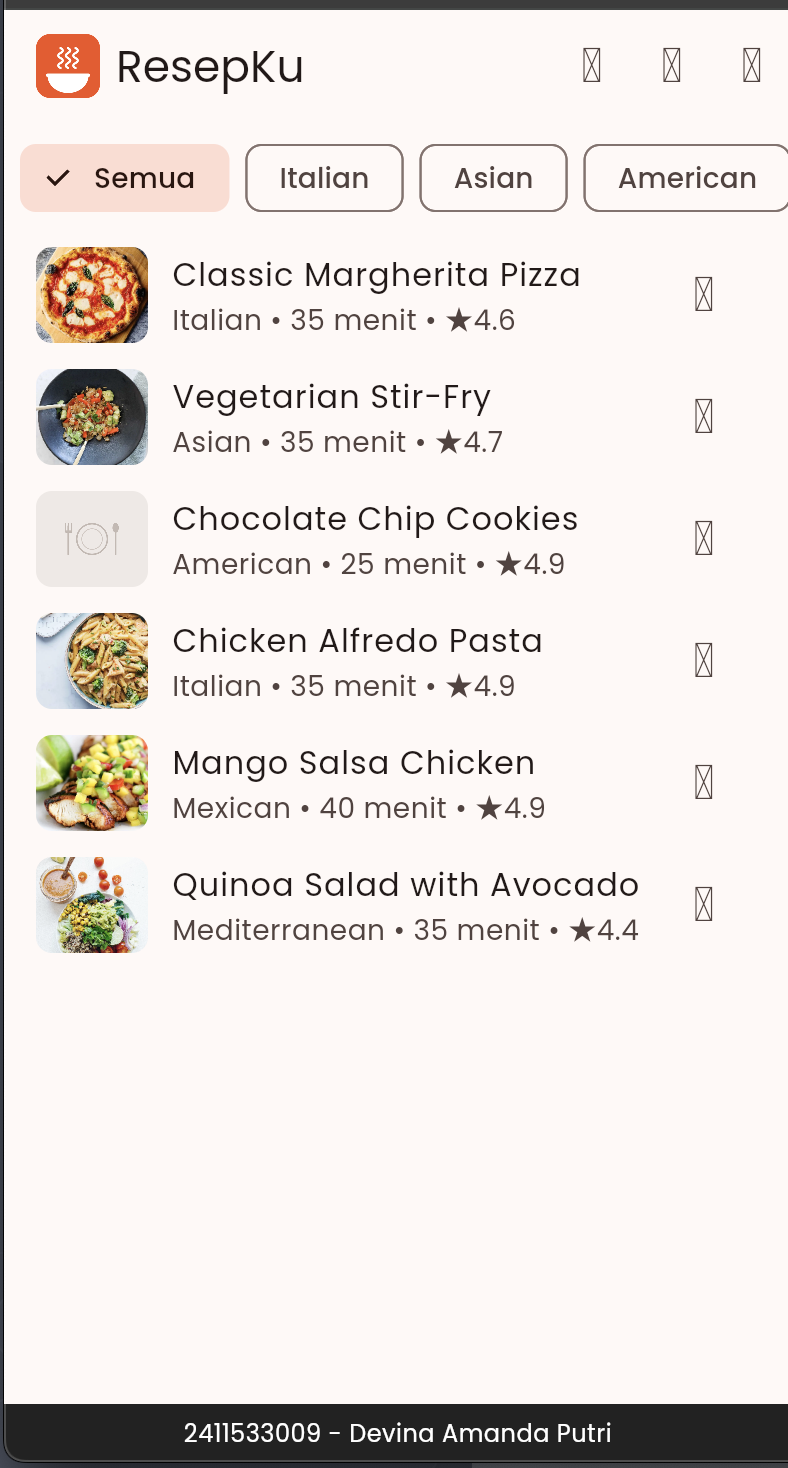 ResepKu
Semua
Italian
Asian
American
Classic Margherita Pizza
Italian • 35 menit • ★4.6
Vegetarian Stir-Fry
Asian • 35 menit • ★4.7
Chocolate Chip Cookies
American • 25 menit • ★4.9
Chicken Alfredo Pasta
Italian • 35 menit • ★4.9
Mango Salsa Chicken
Mexican • 40 menit • ★4.9
Quinoa Salad with Avocado
Mediterranean • 35 menit • ★4.4
2411533009 - Devina Amanda Putri